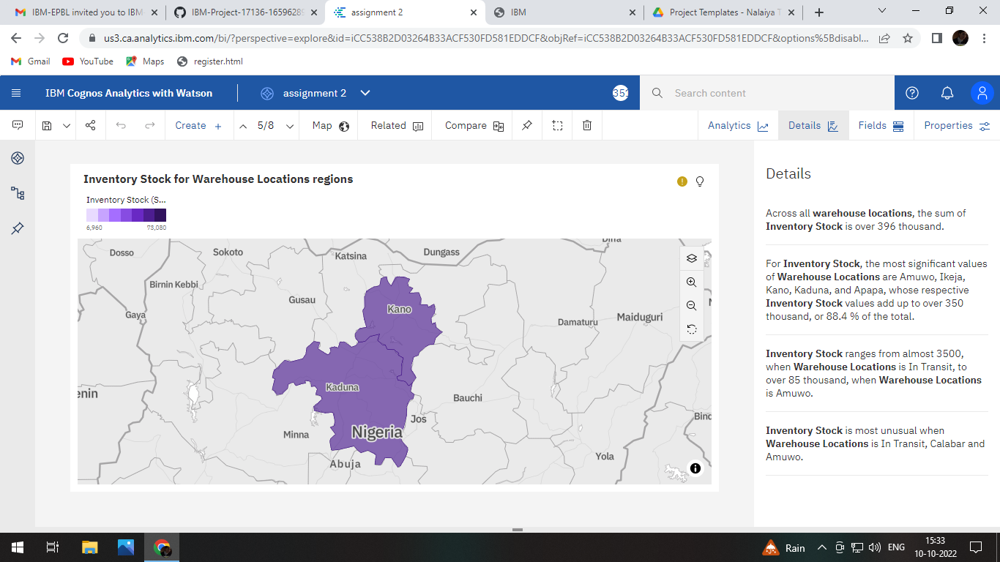 IBM-EPBL invited you to IBM
IBM-Project-17136-16596289
assignment 2
IBM
Project Templates - Nalaiya T
us3.ca.analytics.ibm.com/bi/?perspective=explore&id=iCC538B2D03264B33ACF530FD581EDDCF&objRef=iCC538B2D03264B33ACF530FD581EDDCF&options%5Bdisabl...
Gmail
YouTube
Maps
register.html
IBM Cognos Analytics with Watson
assignment 2
351
Search content
Create +
5/8
Map
Related
Compare
Analytics
Details
Fields
Properties
Inventory Stock for Warehouse Locations regions
Inventory Stock (S...
6,960
73,080
Dosso
Sokoto
Katsina
Dungass
Birnin Kebbi
Gusau
Gaya
Kano
Damaturu
Maiduguri
enin
Kaduna
Bauchi
Jos
Minna
Nigeria
Bind
Abuja
Yola
Details
Across all warehouse locations, the sum of
Inventory Stock is over 396 thousand.
For Inventory Stock, the most significant values
of Warehouse Locations are Amuwo, Ikeja,
Kano, Kaduna, and Apapa, whose respective
Inventory Stock values add up to over 350
thousand, or 88.4 % of the total.
Inventory Stock ranges from almost 3500,
when Warehouse Locations is In Transit, to
over 85 thousand, when Warehouse Locations
is Amuwo.
Inventory Stock is most unusual when
Warehouse Locations is In Transit, Calabar and
Amuwo.
Rain
ENG
15:33
10-10-2022